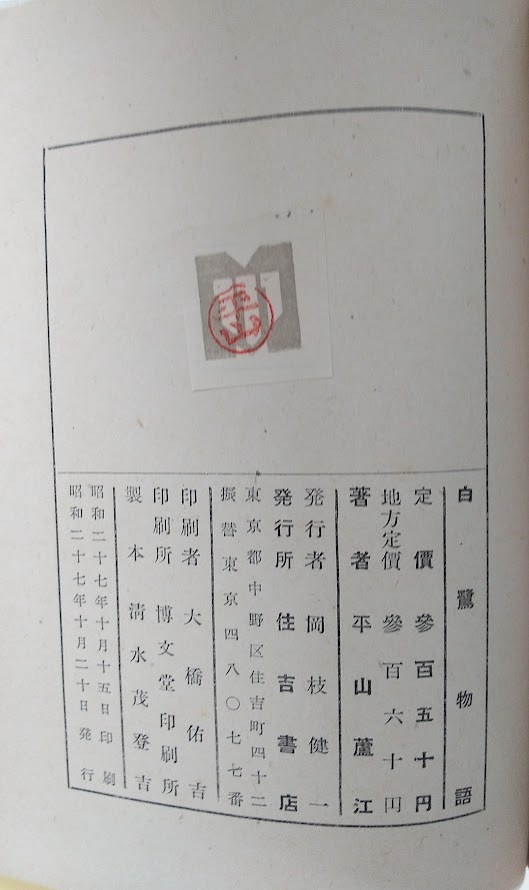 白鷺物語
定價 參百五十円
地方定價 參百六十円
著者 平山蘆江
発行者 岡枝健一
発行所 住吉書店
東京都中野区住吉町四十二
振替東京四八〇七七番
印刷者 大橋佑吉
印刷所 博文堂印刷所
製本 清水茂登吉
昭和二十七年十月十五日 印刷
昭和二十七年十月二十日 発行